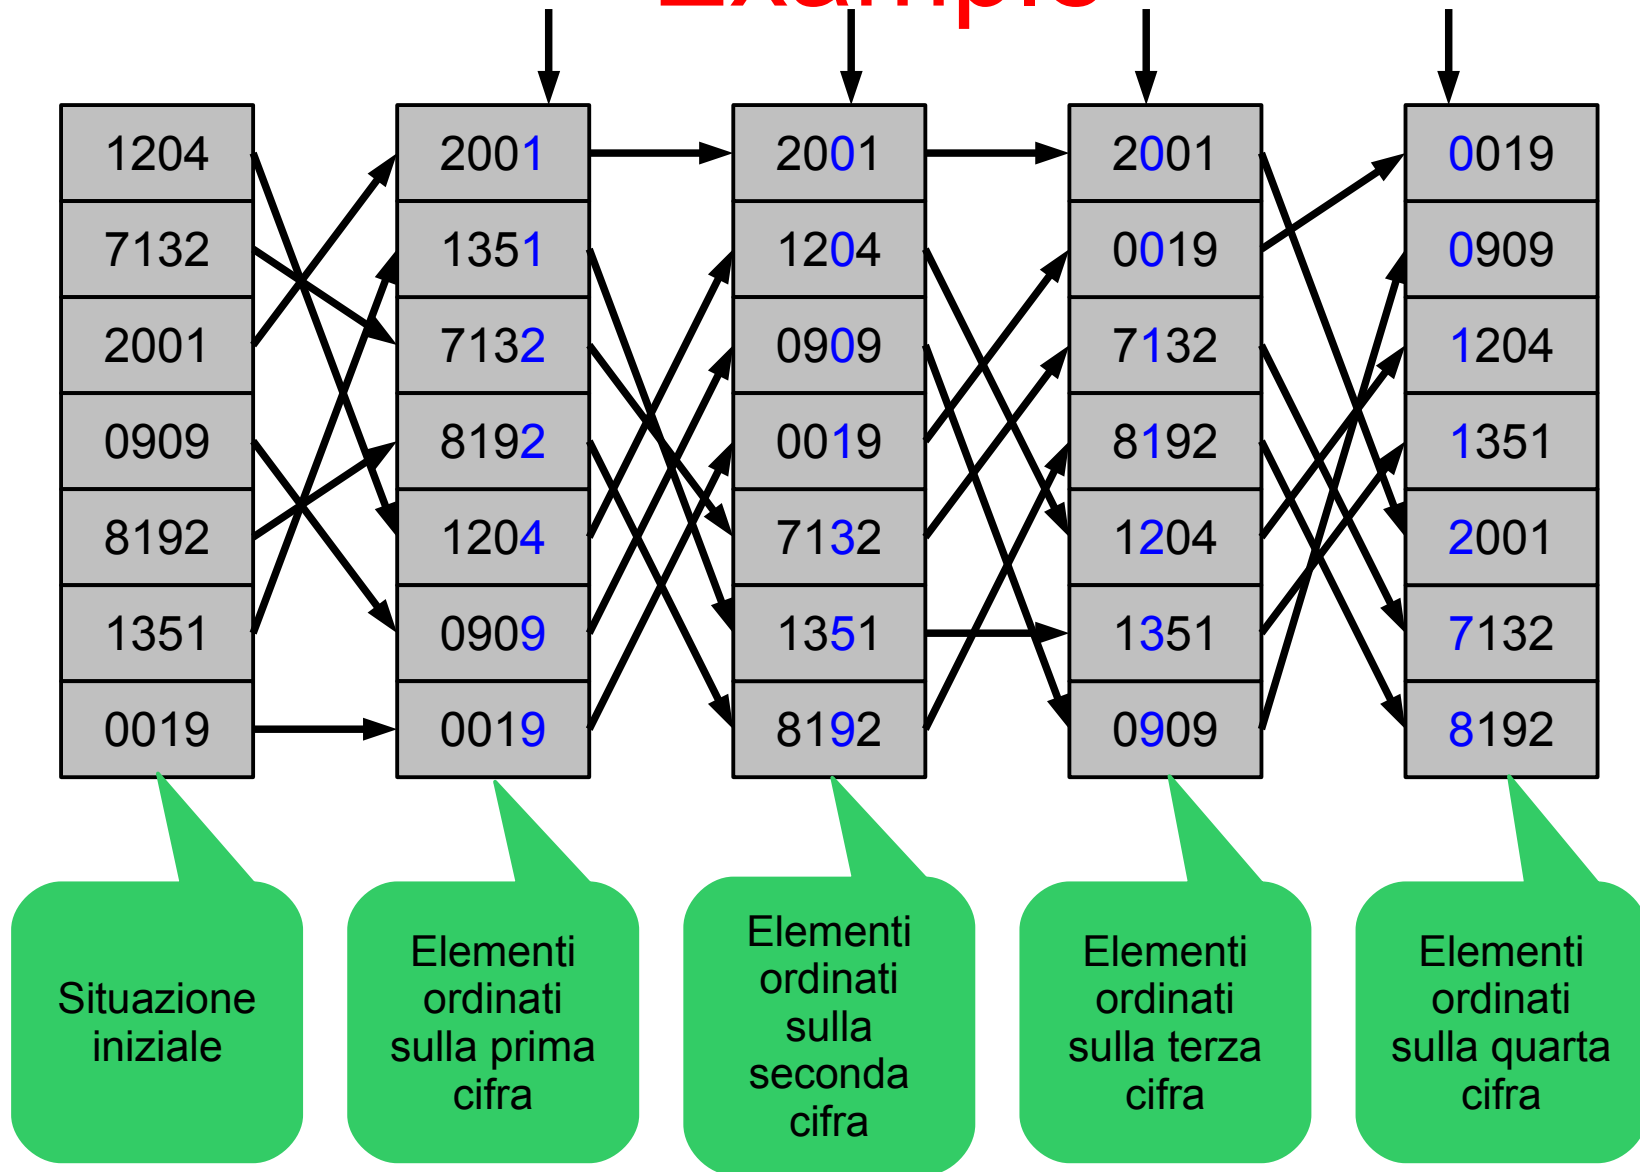 Example
1204 2001 2001 2001 0019
7132 1351 1204 0019 0909
2001 7132 0909 7132 1204
0909 8192 0019 8192 1351
8192 1204 7132 1204 2001
1351 0909 1351 1351 7132
0019 0019 8192 0909 8192
Situazione
iniziale
Elementi
ordinati
sulla prima
cifra
Elementi
ordinati
sulla
seconda
cifra
Elementi
ordinati
sulla terza
cifra
Elementi
ordinati
sulla quarta
cifra